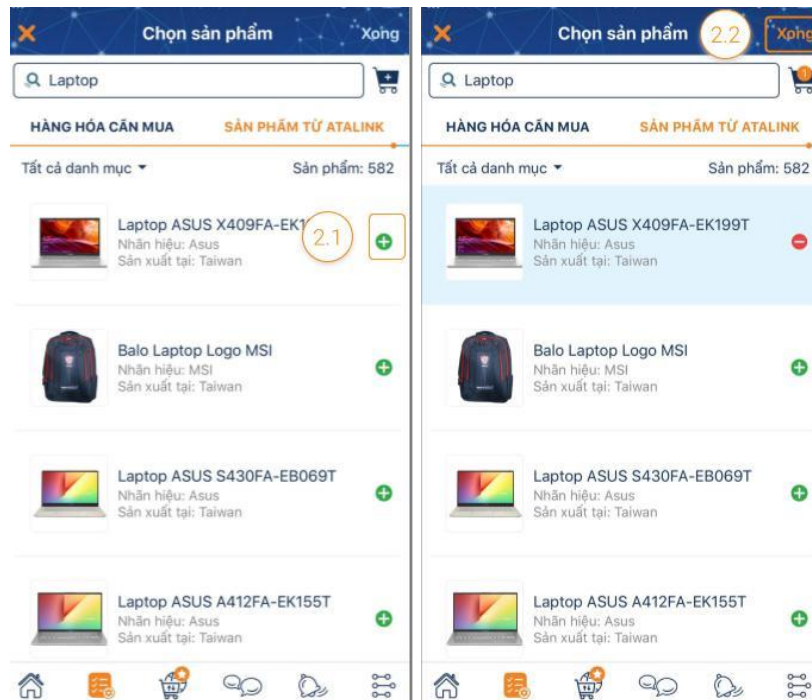 Chọn sản phẩm
Xong
Laptop
HÀNG HÓA CẦN MUA
SẢN PHẨM TỪ ATALINK
Tất cả danh mục
Sản phẩm: 582
Laptop ASUS X409FA-EK1
2.1
Nhãn hiệu: Asus
Sản xuất tại: Taiwan
Balo Laptop Logo MSI
Nhãn hiệu: MSI
Sản xuất tại: Taiwan
Laptop ASUS S430FA-EB069T
Nhãn hiệu: Asus
Sản xuất tại: Taiwan
Laptop ASUS A412FA-EK155T
Nhãn hiệu: Asus
Sản xuất tại: Taiwan
Chọn sản phẩm
2.2
Xong
Laptop
1
HÀNG HÓA CẦN MUA
SẢN PHẨM TỪ ATALINK
Tất cả danh mục
Sản phẩm: 582
Laptop ASUS X409FA-EK199T
Nhãn hiệu: Asus
Sản xuất tại: Taiwan
Balo Laptop Logo MSI
Nhãn hiệu: MSI
Sản xuất tại: Taiwan
Laptop ASUS S430FA-EB069T
Nhãn hiệu: Asus
Sản xuất tại: Taiwan
Laptop ASUS A412FA-EK155T
Nhãn hiệu: Asus
Sản xuất tại: Taiwan